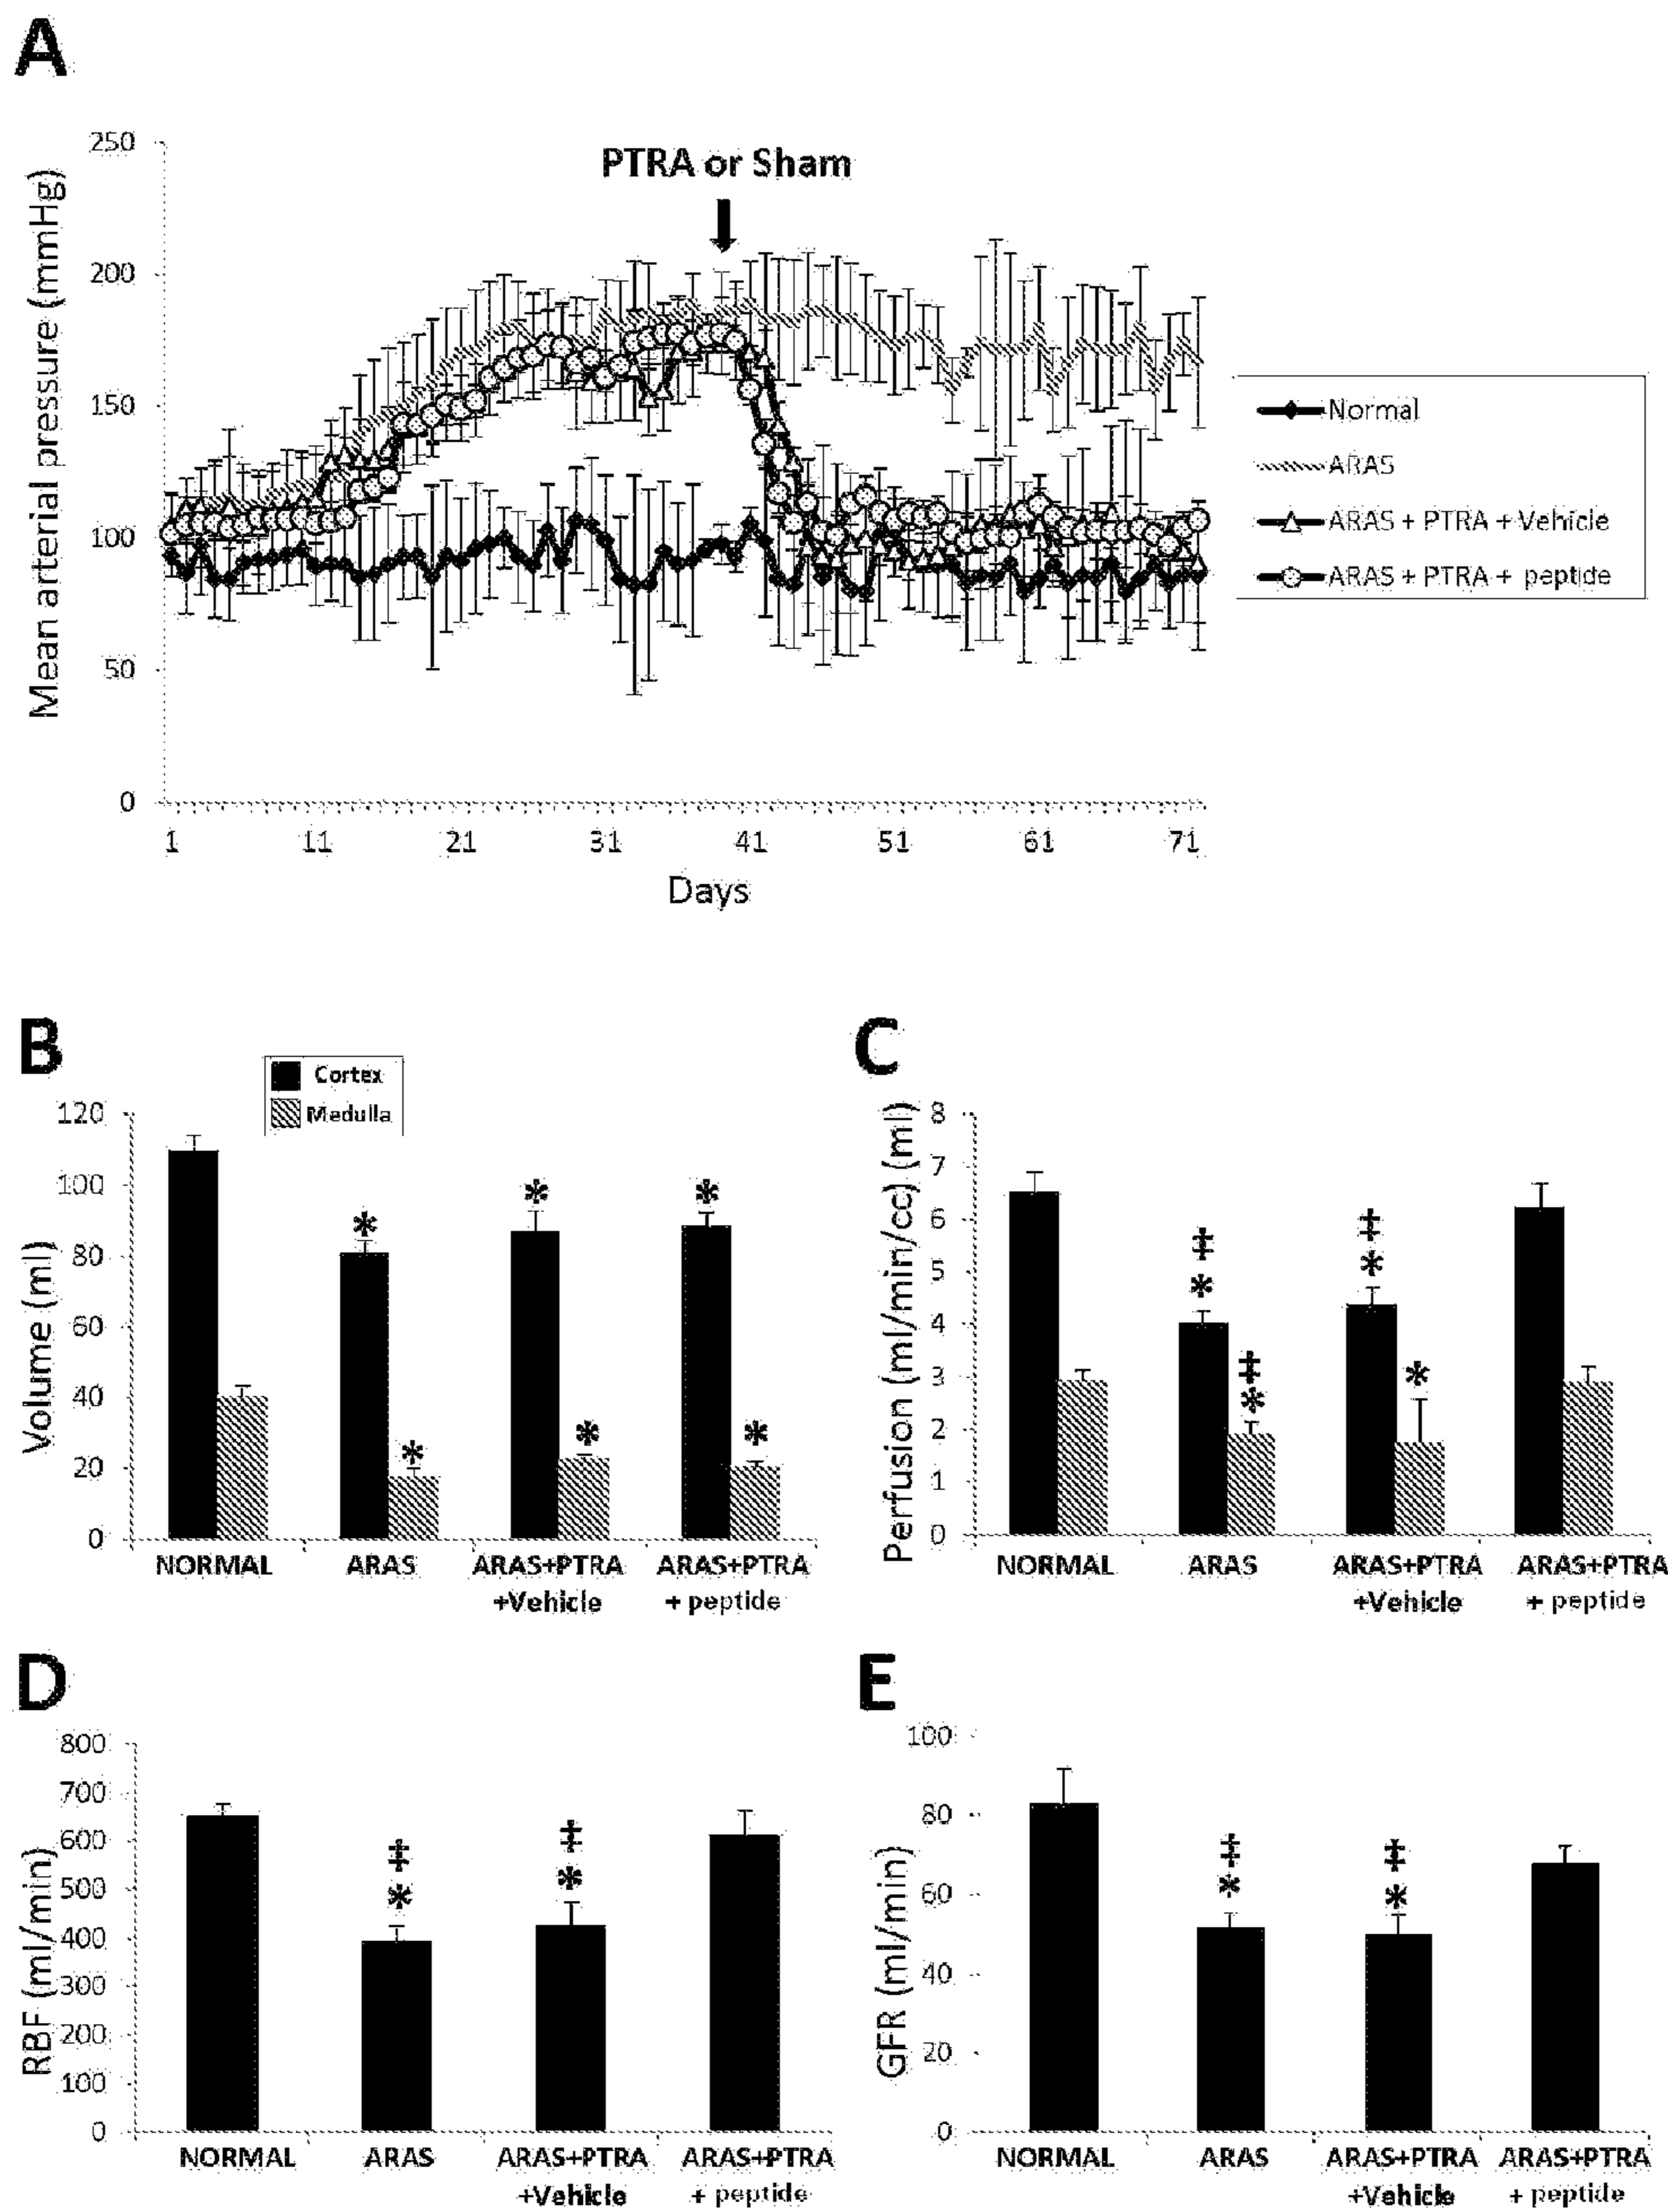 A
PTRA or Sham
Mean arterial pressure (mmHg)
250
200
150
100
50
0
1 11 21 31 41 51 61 71
Days
Normal
ARAS
ARAS + PTRA + Vehicle
ARAS + PTRA + peptide
B
Cortex
Medulla
Volume (ml)
120
100
80
60
40
20
0
* * * * * *
NORMAL ARAS ARAS+PTRA ARAS+PTRA
+Vehicle + peptide
C
Perfusion (ml/min/cc) (ml)
8
7
6
5
4
3
2
1
0
‡ ‡
* *
‡
* *
NORMAL ARAS ARAS+PTRA ARAS+PTRA
+Vehicle + peptide
D
RBF (ml/min)
800
700
600
500
400
300
200
100
0
‡ ‡
* *
NORMAL ARAS ARAS+PTRA ARAS+PTRA
+Vehicle + peptide
E
GFR (ml/min)
100
80
60
40
20
0
‡ ‡
* *
NORMAL ARAS ARAS+PTRA ARAS+PTRA
+Vehicle + peptide